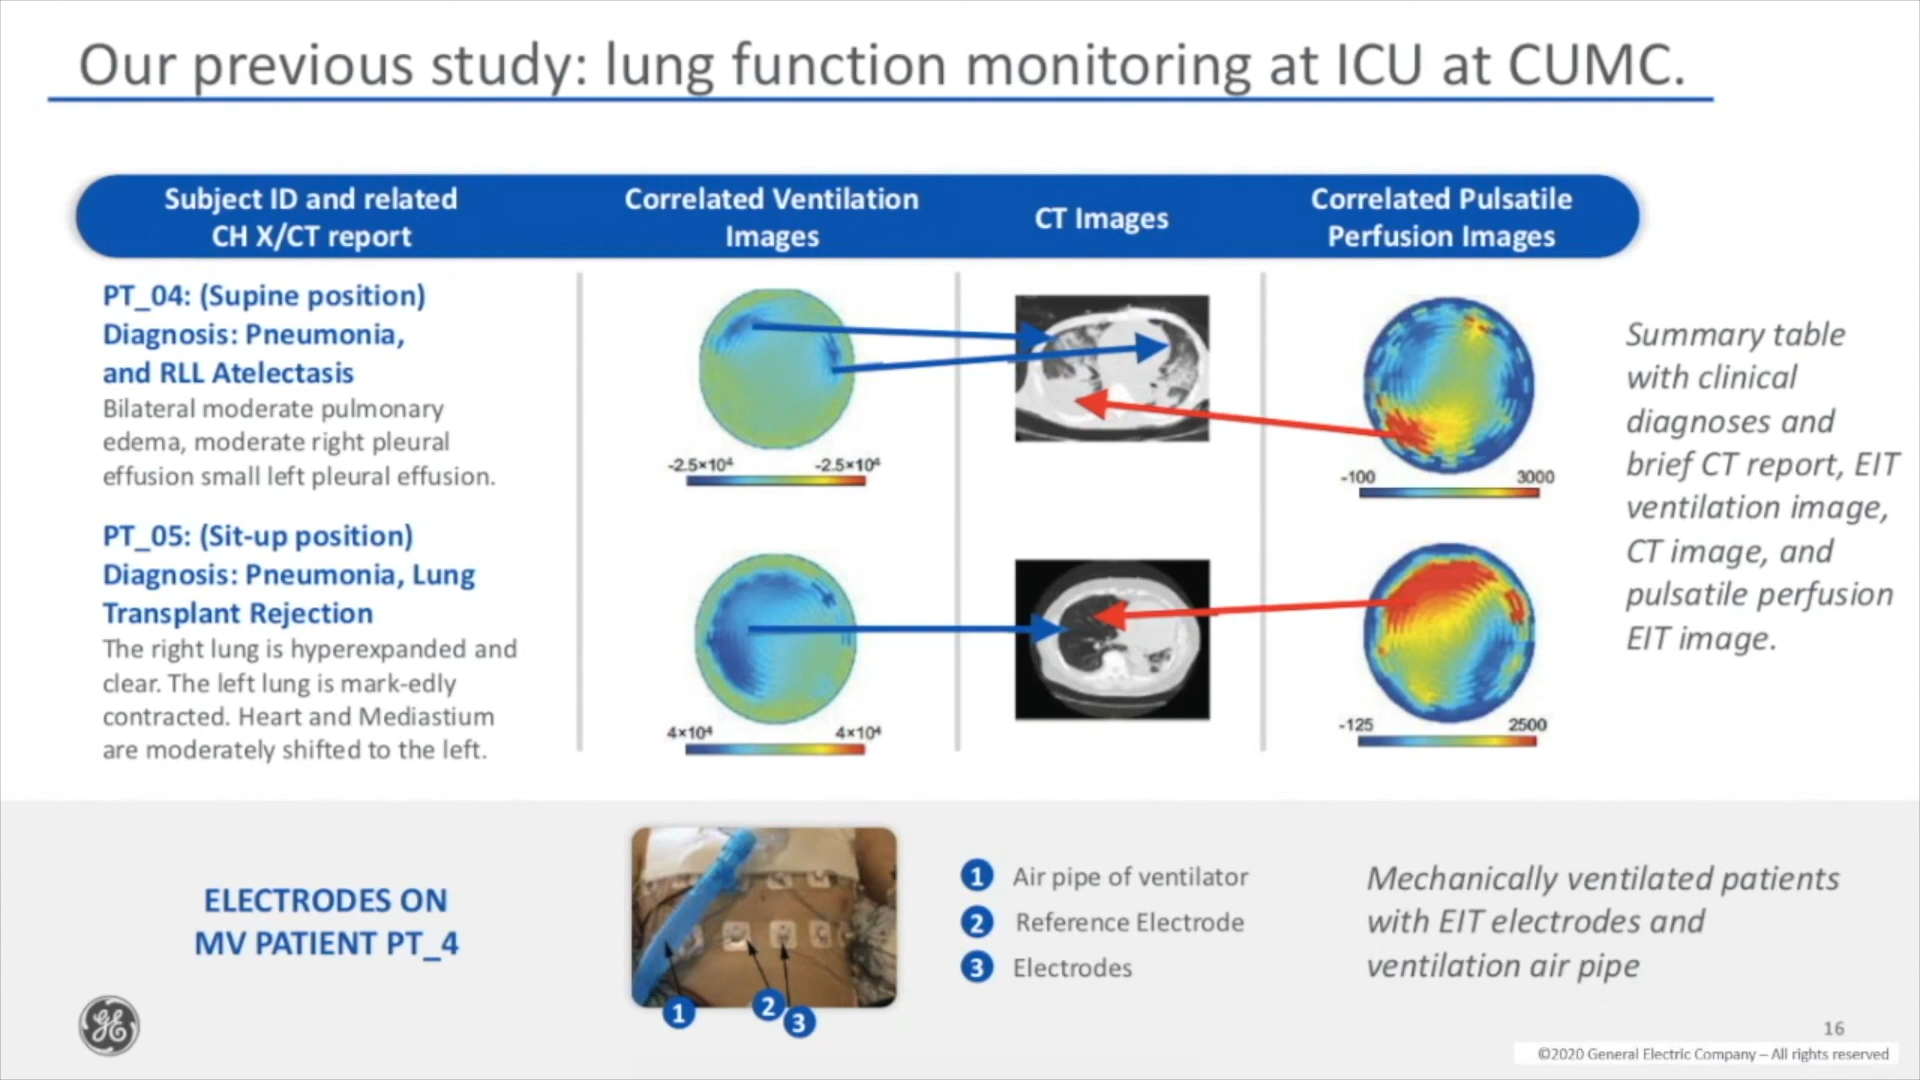 Our previous study: lung function monitoring at ICU at CUMC.
Subject ID and related
CH X/CT report
Correlated Ventilation
Images
CT Images
Correlated Pulsatile
Perfusion Images
PT_04: (Supine position)
Diagnosis: Pneumonia,
and RLL Atelectasis
Bilateral moderate pulmonary
edema, moderate right pleural
effusion small left pleural effusion.
-2.5×10⁴ -2.5×10⁴
-100 3000
PT_05: (Sit-up position)
Diagnosis: Pneumonia, Lung
Transplant Rejection
The right lung is hyperexpanded and
clear. The left lung is mark-edly
contracted. Heart and Mediastium
are moderately shifted to the left.
4×10⁴ 4×10⁴
-125 2500
Summary table
with clinical
diagnoses and
brief CT report, EIT
ventilation image,
CT image, and
pulsatile perfusion
EIT image.
ELECTRODES ON
MV PATIENT PT_4
1
2
3
1 Air pipe of ventilator
2 Reference Electrode
3 Electrodes
Mechanically ventilated patients
with EIT electrodes and
ventilation air pipe
GE
16
©2020 General Electric Company – All rights reserved